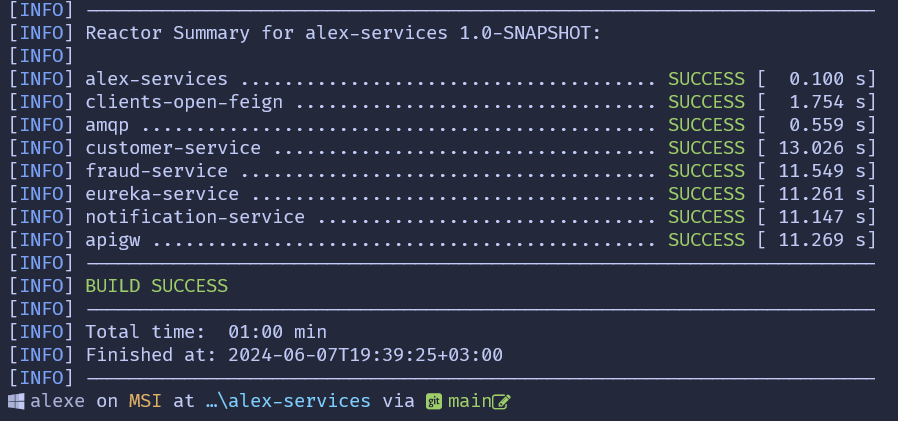 [INFO] ------------------------------------------------------------------------
[INFO] Reactor Summary for alex-services 1.0-SNAPSHOT:
[INFO]
[INFO] alex-services ...................................... SUCCESS [  0.100 s]
[INFO] clients-open-feign ................................. SUCCESS [  1.754 s]
[INFO] amqp ............................................... SUCCESS [  0.559 s]
[INFO] customer-service ................................... SUCCESS [ 13.026 s]
[INFO] fraud-service ...................................... SUCCESS [ 11.549 s]
[INFO] eureka-service ..................................... SUCCESS [ 11.261 s]
[INFO] notification-service ............................... SUCCESS [ 11.147 s]
[INFO] apigw .............................................. SUCCESS [ 11.269 s]
[INFO] ------------------------------------------------------------------------
[INFO] BUILD SUCCESS
[INFO] ------------------------------------------------------------------------
[INFO] Total time:  01:00 min
[INFO] Finished at: 2024-06-07T19:39:25+03:00
[INFO] ------------------------------------------------------------------------
alexe on MSI at …\alex-services via git main